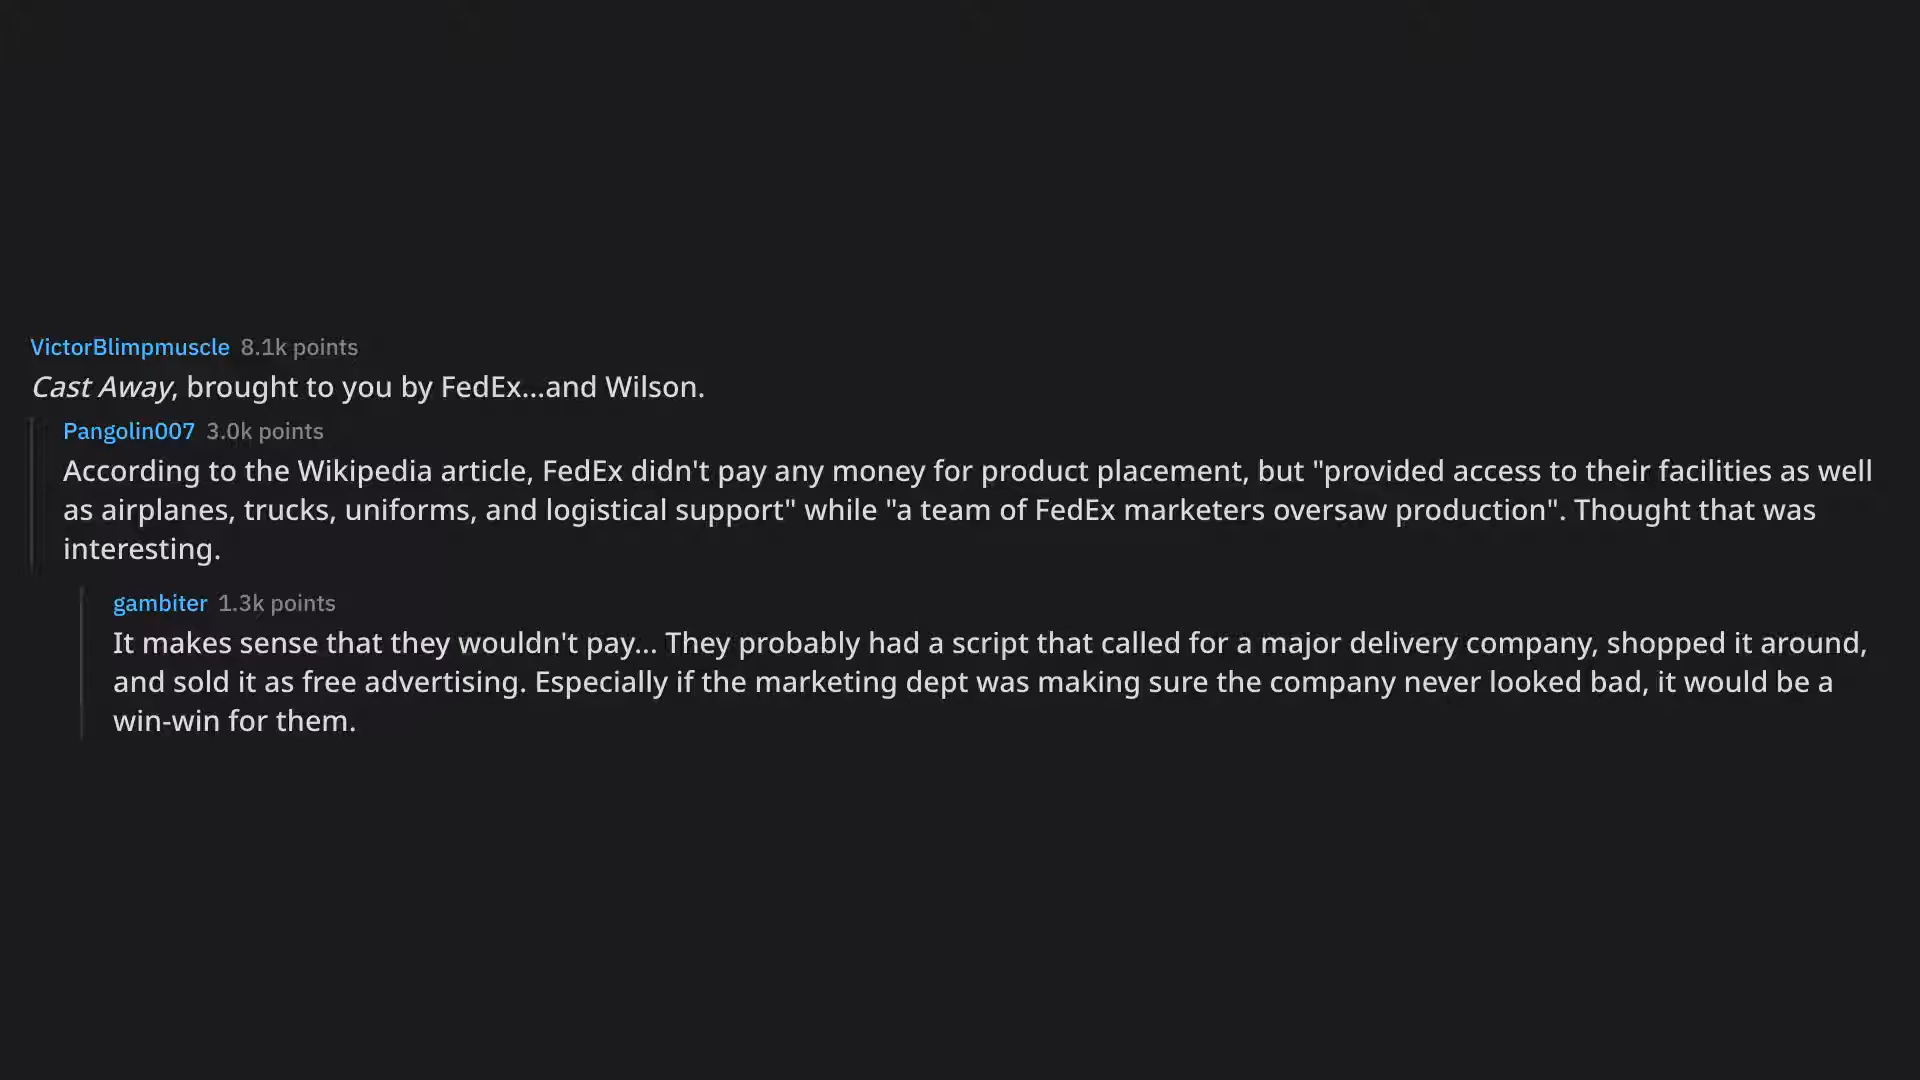 VictorBlimpmuscle 8.1k points
Cast Away, brought to you by FedEx...and Wilson.
Pangolin007 3.0k points
According to the Wikipedia article, FedEx didn't pay any money for product placement, but "provided access to their facilities as well
as airplanes, trucks, uniforms, and logistical support" while "a team of FedEx marketers oversaw production". Thought that was
interesting.
gambiter 1.3k points
It makes sense that they wouldn't pay... They probably had a script that called for a major delivery company, shopped it around,
and sold it as free advertising. Especially if the marketing dept was making sure the company never looked bad, it would be a
win-win for them.